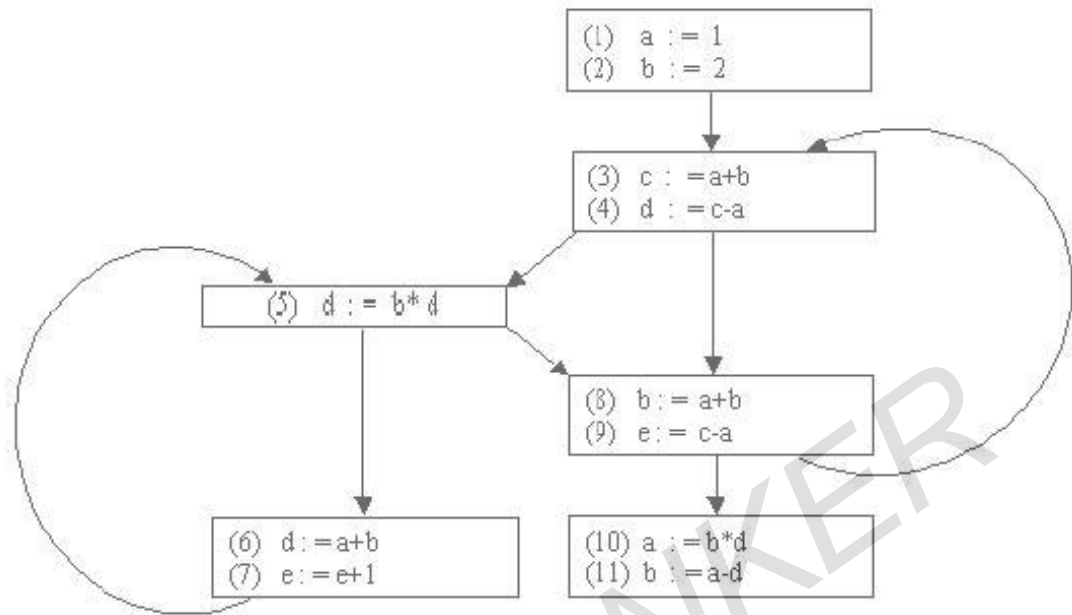 (1) a := 1
(2) b := 2
(3) c : =a+b
(4) d : =c-a
(5) d : = b* d
(8) b:= a+b
(9) e:= c-a
(6) d:=a+b
(7) e:=e+1
(10) a :=b*d
(11) b :=a-d